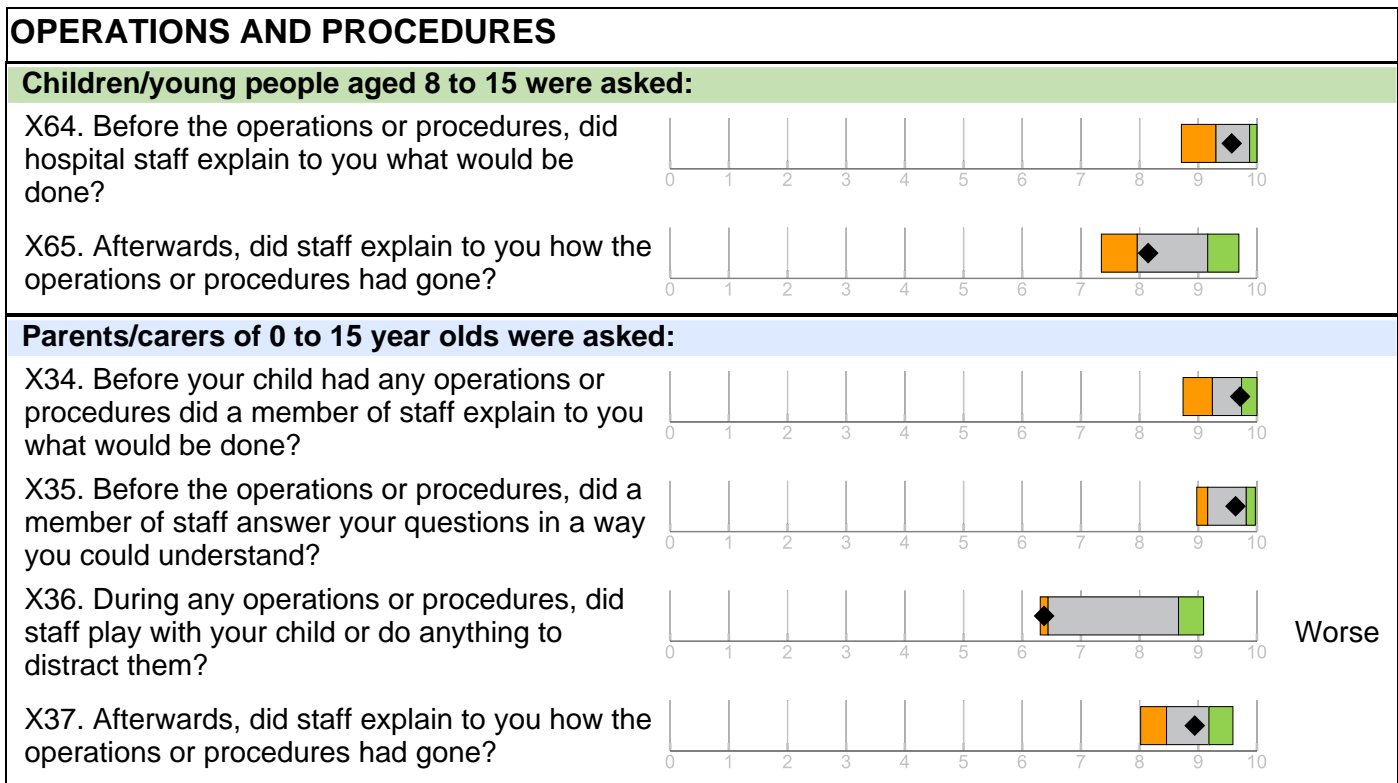 OPERATIONS AND PROCEDURES
Children/young people aged 8 to 15 were asked:
X64. Before the operations or procedures, did
hospital staff explain to you what would be
done?
0 1 2 3 4 5 6 7 8 9 10
X65. Afterwards, did staff explain to you how the
operations or procedures had gone?
0 1 2 3 4 5 6 7 8 9 10
Parents/carers of 0 to 15 year olds were asked:
X34. Before your child had any operations or
procedures did a member of staff explain to you
what would be done?
0 1 2 3 4 5 6 7 8 9 10
X35. Before the operations or procedures, did a
member of staff answer your questions in a way
you could understand?
0 1 2 3 4 5 6 7 8 9 10
X36. During any operations or procedures, did
staff play with your child or do anything to
distract them?
0 1 2 3 4 5 6 7 8 9 10
Worse
X37. Afterwards, did staff explain to you how the
operations or procedures had gone?
0 1 2 3 4 5 6 7 8 9 10